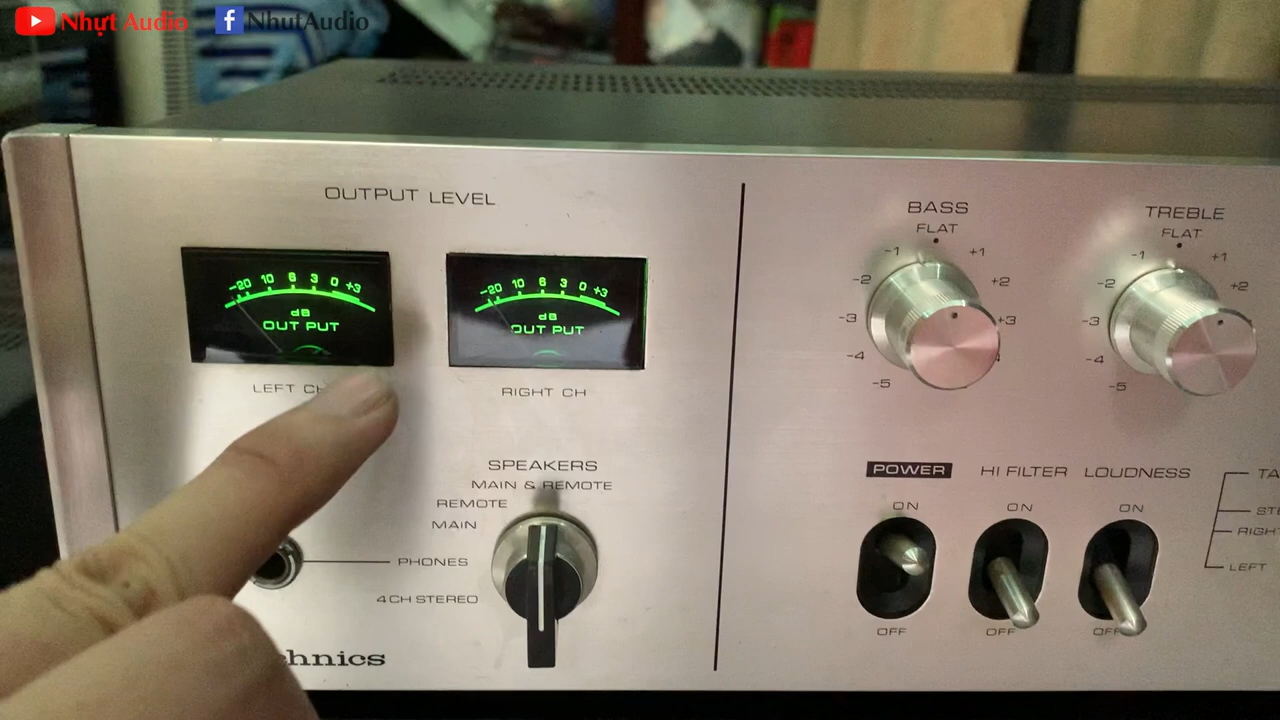 Nhựt Audio NhutAudio
OUTPUT LEVEL
-20 10 6 3 0 +3
dB
OUT PUT
LEFT CH
-20 10 6 3 0 +3
dB
OUT PUT
RIGHT CH
SPEAKERS
MAIN & REMOTE
REMOTE
MAIN
PHONES
4CH STEREO
BASS
FLAT
-1 +1
-2 +2
-3 +3
-4
-5
TREBLE
FLAT
-1 +1
-2 +2
-3
-4
-5
POWER HI FILTER LOUDNESS
ON ON ON
OFF OFF OFF
LEFT